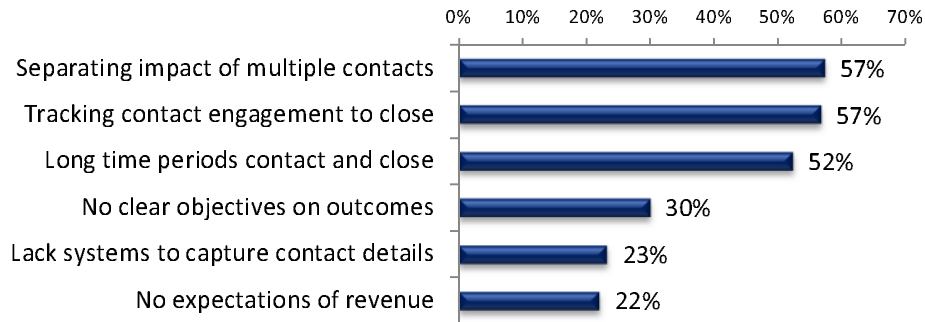 0% 10% 20% 30% 40% 50% 60% 70%
Separating impact of multiple contacts 57%
Tracking contact engagement to close 57%
Long time periods contact and close 52%
No clear objectives on outcomes 30%
Lack systems to capture contact details 23%
No expectations of revenue 22%